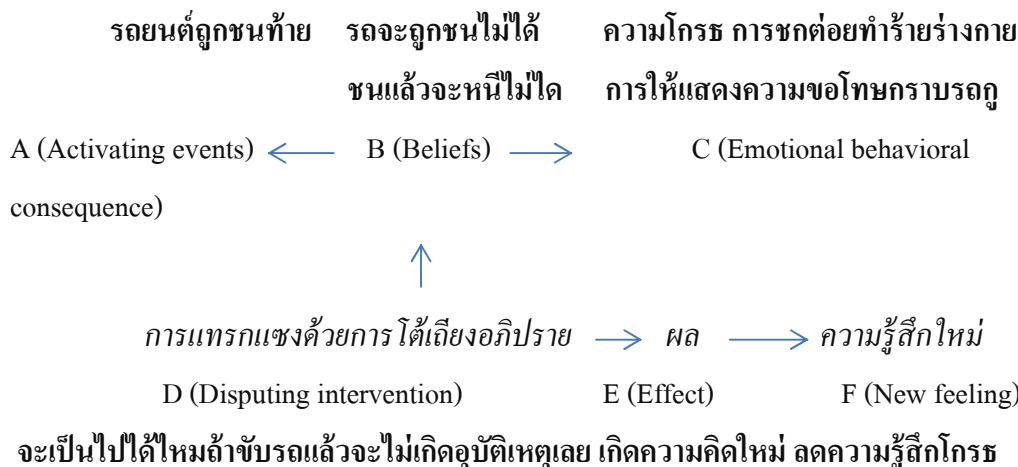 รถยนต์ถูกชนท้าย รถจะถูกชนไม่ได้ ความโกรธ การชกต่อยทำร้ายร่างกาย
ชนแล้วจะหนีไม่ได การให้แสดงความขอโทษกราบรถกู
A (Activating events) B (Beliefs) C (Emotional behavioral
consequence)
การแทรกแซงด้วยการโต้เถียงอภิปราย ผล ความรู้สึกใหม่
D (Disputing intervention) E (Effect) F (New feeling)
จะเป็นไปได้ไหมถ้าขับรถแล้วจะไม่เกิดอุบัติเหตุเลย เกิดความคิดใหม่ ลดความรู้สึกโกรธ